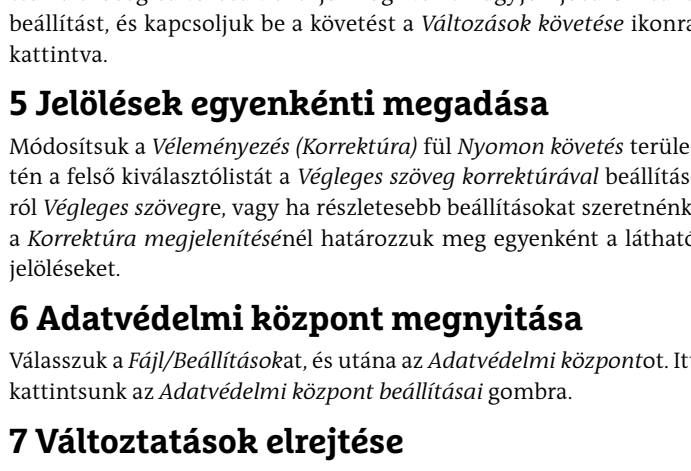 beállítást, és kapcsoljuk be a követést a Változások követése ikonra
kattintva.
5 Jelölések egyenkénti megadása
Módosítsuk a Véleményezés (Korrektúra) fül Nyomon követés terüle-
tén a felső kiválasztólistát a Végleges szöveg korrektúrával beállítás-
ról Végleges szövegre, vagy ha részletesebb beállításokat szeretnénk,
a Korrektúra megjelenítésénél határozzuk meg egyenként a látható
jelöléseket.
6 Adatvédelmi központ megnyitása
Válasszuk a Fájl/Beállításokat, és utána az Adatvédelmi központot. Itt
kattintsunk az Adatvédelmi központ beállításai gombra.
7 Változtatások elrejtése